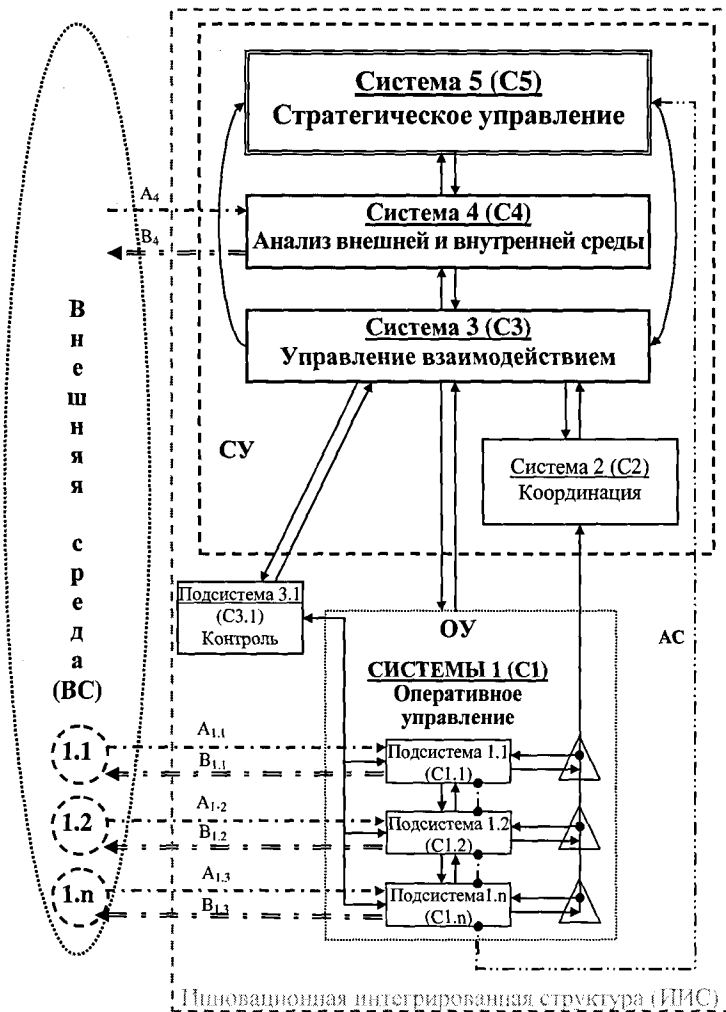 Система 5 (С5)
Стратегическое управление
A4
Система 4 (С4)
B4
Анализ внешней и внутренней среды
Внешняя
среда
(ВС)
Система 3 (С3)
Управление взаимодействием
СУ
Система 2 (С2)
Координация
Подсистема 3.1
(С3.1)
Контроль
ОУ
АС
СИСТЕМЫ 1 (С1)
Оперативное
управление
1.1
A1.1
B1.1
Подсистема 1.1
(С1.1)
1.2
A1.2
B1.2
Подсистема 1.2
(С1.2)
1.n
A1.3
B1.3
Подсистема1.n
(С1.n)
Инновационная интегрированная структура (ИИС)